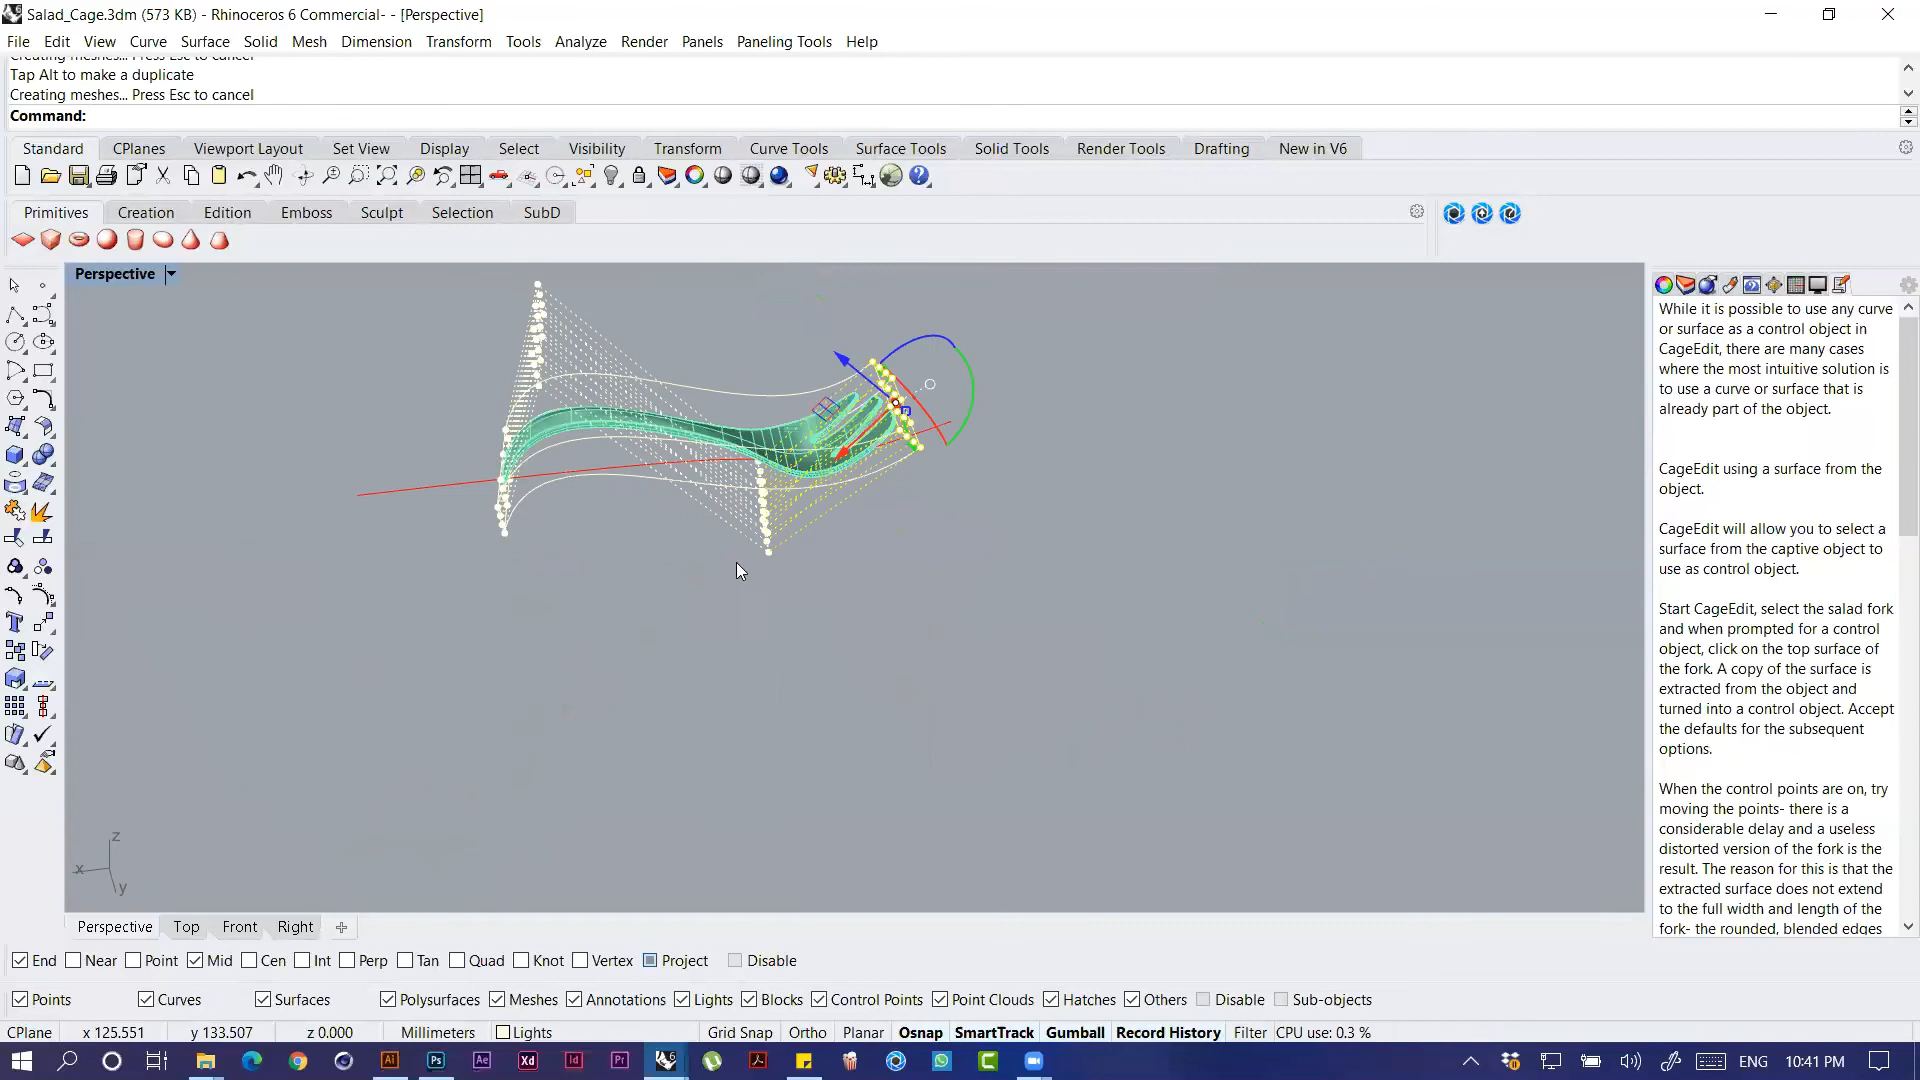 Salad_Cage.3dm (573 KB) - Rhinoceros 6 Commercial- - [Perspective]
File Edit View Curve Surface Solid Mesh Dimension Transform Tools Analyze Render Panels Paneling Tools Help
Creating meshes... Press Esc to cancel
Tap Alt to make a duplicate
Creating meshes... Press Esc to cancel
Command:
Standard CPlanes Viewport Layout Set View Display Select Visibility Transform Curve Tools Surface Tools Solid Tools Render Tools Drafting New in V6
Primitives Creation Edition Emboss Sculpt Selection SubD
Perspective
While it is possible to use any curve
or surface as a control object in
CageEdit, there are many cases
where the most intuitive solution is
to use a curve or surface that is
already part of the object.
CageEdit using a surface from the
object.
CageEdit will allow you to select a
surface from the captive object to
use as control object.
Start CageEdit, select the salad fork
and when prompted for a control
object, click on the top surface of
the fork. A copy of the surface is
extracted from the object and
turned into a control object. Accept
the defaults for the subsequent
options.
When the control points are on, try
moving the points- there is a
considerable delay and a useless
distorted version of the fork is the
result. The reason for this is that the
extracted surface does not extend
to the full width and length of the
fork- the rounded, blended edges
z
x
y
Perspective Top Front Right
End Near Point Mid Cen Int Perp Tan Quad Knot Vertex Project Disable
Points Curves Surfaces Polysurfaces Meshes Annotations Lights Blocks Control Points Point Clouds Hatches Others Disable Sub-objects
CPlane x 125.551 y 133.507 z 0.000 Millimeters Lights Grid Snap Ortho Planar Osnap SmartTrack Gumball Record History Filter CPU use: 0.3 %
Ai Ps Ae Xd Id Pr ENG 10:41 PM